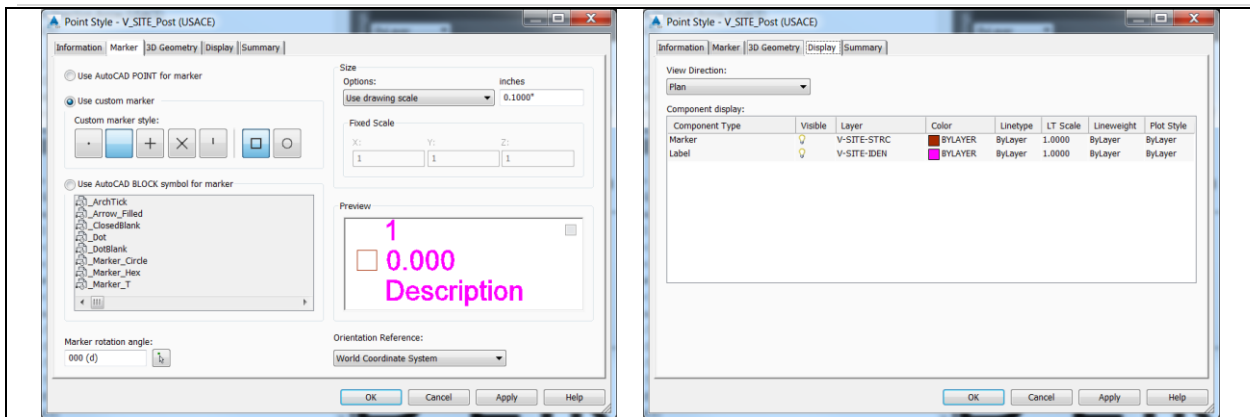 Point Style - V_SITE_Post (USACE)
Information Marker 3D Geometry Display Summary
Use AutoCAD POINT for marker
Use custom marker
Custom marker style:
Use AutoCAD BLOCK symbol for marker
_ArchTick
_Arrow_Filled
_ClosedBlank
_Dot
_DotBlank
_Marker_Circle
_Marker_Hex
_Marker_T
Marker rotation angle:
000 (d)
Size
Options: inches
Use drawing scale 0.1000"
Fixed Scale
X: Y: Z:
1 1 1
Preview
1
0.000
Description
Orientation Reference:
World Coordinate System
OK Cancel Apply Help
Point Style - V_SITE_Post (USACE)
Information Marker 3D Geometry Display Summary
View Direction:
Plan
Component display:
Component Type Visible Layer Color Linetype LT Scale Lineweight Plot Style
Marker V-SITE-STRC BYLAYER ByLayer 1.0000 ByLayer ByLayer
Label V-SITE-IDEN BYLAYER ByLayer 1.0000 ByLayer ByLayer
OK Cancel Apply Help